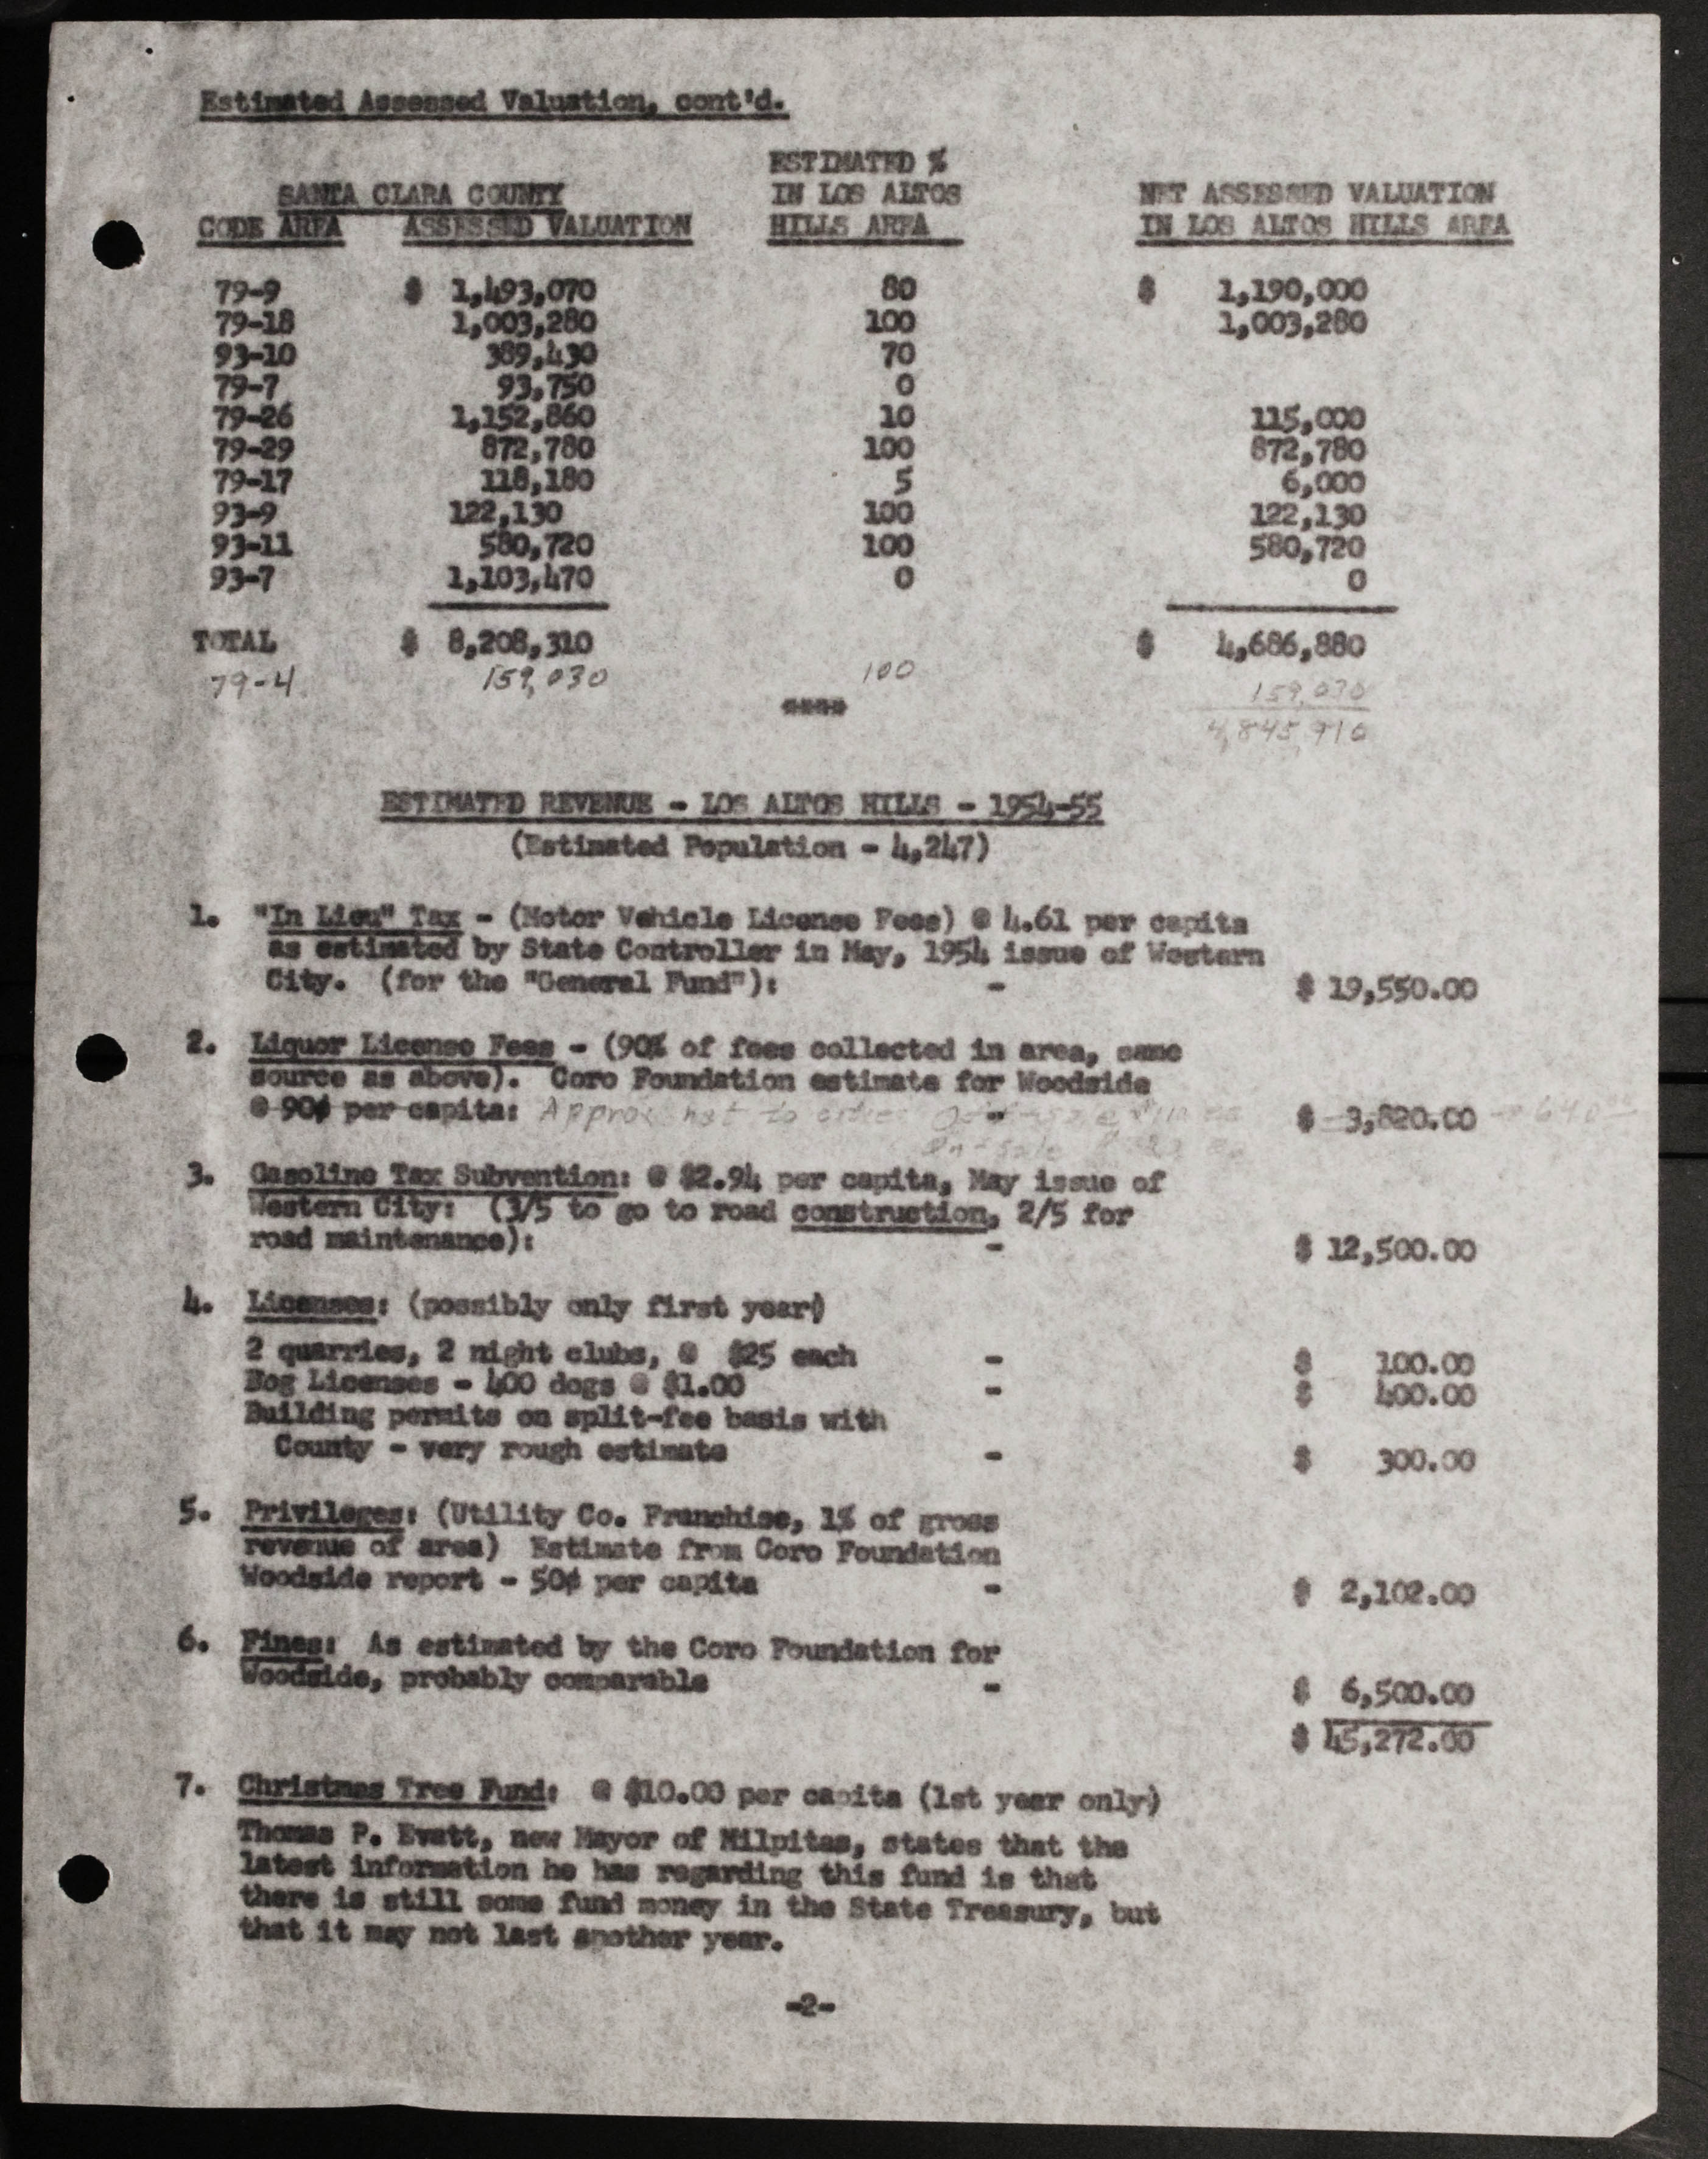 Estimated Assessed Valuation, cont'd.
ESTIMATED %
SANTA CLARA COUNTY IN LOS ALTOS NET ASSESSED VALUATION
CODE AREA ASSESSED VALUATION HILLS AREA IN LOS ALTOS HILLS AREA
79-9 $ 1,493,070 80 $ 1,190,000
79-18 1,003,280 100 1,003,280
93-10 389,430 70
79-7 93,750 0
79-26 1,152,860 10 115,000
79-29 872,780 100 872,780
79-17 118,180 5 6,000
93-9 122,130 100 122,130
93-11 580,720 100 580,720
93-7 1,103,470 0 0
TOTAL $ 8,208,310 $ 4,686,880
79-4 159,030 100 159,030
****
4,845,910
ESTIMATED REVENUE - LOS ALTOS HILLS - 1954-55
(Estimated Population - 4,247)
1. "In Lieu" Tax - (Motor Vehicle License Fees) @ 4.61 per capita
as estimated by State Controller in May, 1954 issue of Western
City. (for the "General Fund"): - $ 19,550.00
2. Liquor License Fees - (90% of fees collected in area, same
source as above). Coro Foundation estimate for Woodside
@ 90¢ per capita: Approx not to - $ 3,820.00
3. Gasoline Tax Subvention: @ $2.94 per capita, May issue of
Western City: (3/5 to go to road construction, 2/5 for
road maintenance): - $ 12,500.00
4. Licenses: (possibly only first year)
2 quarries, 2 night clubs, @ $25 each - $ 100.00
Dog Licenses - 400 dogs @ $1.00 - $ 400.00
Building permits on split-fee basis with
County - very rough estimate - $ 300.00
5. Privileges: (Utility Co. Franchise, 1% of gross
revenue of area) Estimate from Coro Foundation
Woodside report - 50¢ per capita - $ 2,102.00
6. Fines: As estimated by the Coro Foundation for
Woodside, probably comparable - $ 6,500.00
$ 45,272.00
7. Christmas Tree Fund: @ $10.00 per capita (1st year only)
Thomas P. Evatt, new Mayor of Milpitas, states that the
latest information he has regarding this fund is that
there is still some fund money in the State Treasury, but
that it may not last another year.
-2-